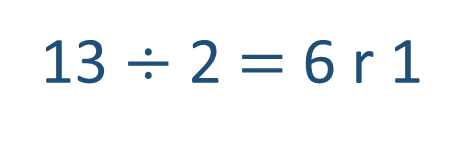 13 ÷ 2 = 6 r 1